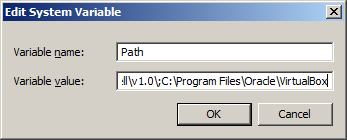 Edit System Variable
Variable name: Path
Variable value: ll\v1.0\;C:\Program Files\Oracle\VirtualBox
OK Cancel